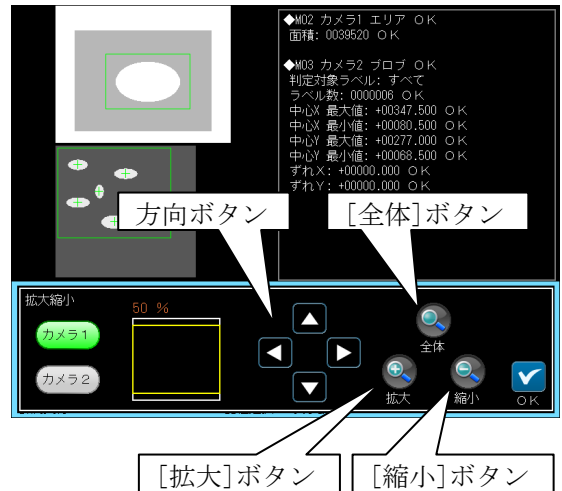 ◆M02 カメラ1 エリア ＯＫ
面積: 0039520 ＯＫ
◆M03 カメラ2 ブロブ ＯＫ
判定対象ラベル: すべて
ラベル数: 0000006 ＯＫ
中心X 最大値: +00347.500 ＯＫ
中心X 最小値: +00080.500 ＯＫ
中心Y 最大値: +00277.000 ＯＫ
中心Y 最小値: +00068.500 ＯＫ
ずれＸ: +00000.000 ＯＫ
ずれＹ: +00000.000 ＯＫ
方向ボタン
[全体]ボタン
拡大縮小
50 %
カメラ1
カメラ2
全体
拡大
縮小
ＯＫ
[拡大]ボタン
[縮小]ボタン